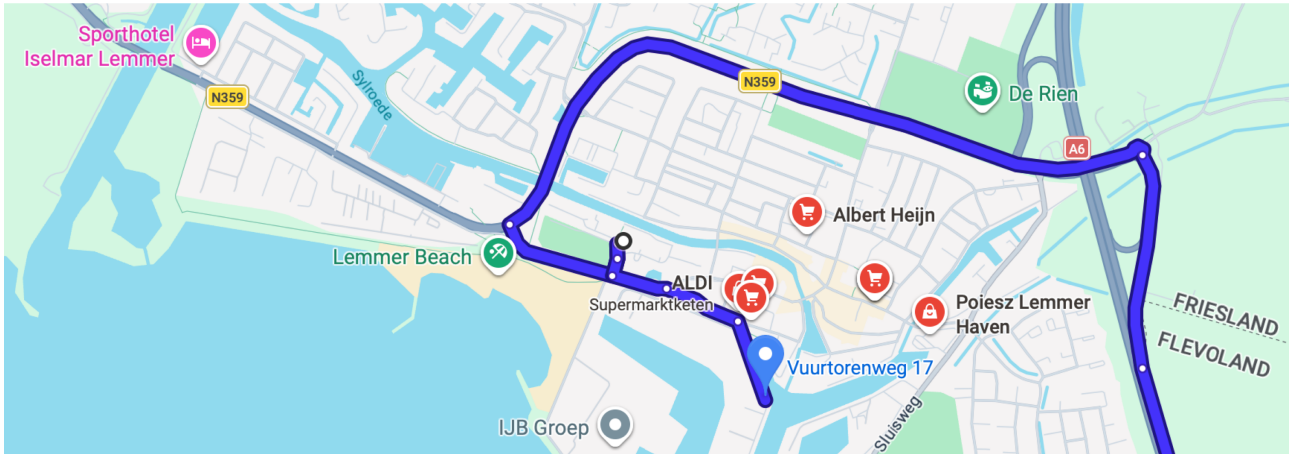 Sporthotel
Iselmar Lemmer
N359
Sylroede
N359
De Rien
A6
Albert Heijn
Lemmer Beach
ALDI
Supermarktketen
Poiesz Lemmer
Haven
FRIESLAND
FLEVOLAND
Vuurtorenweg 17
IJB Groep
Sluisweg